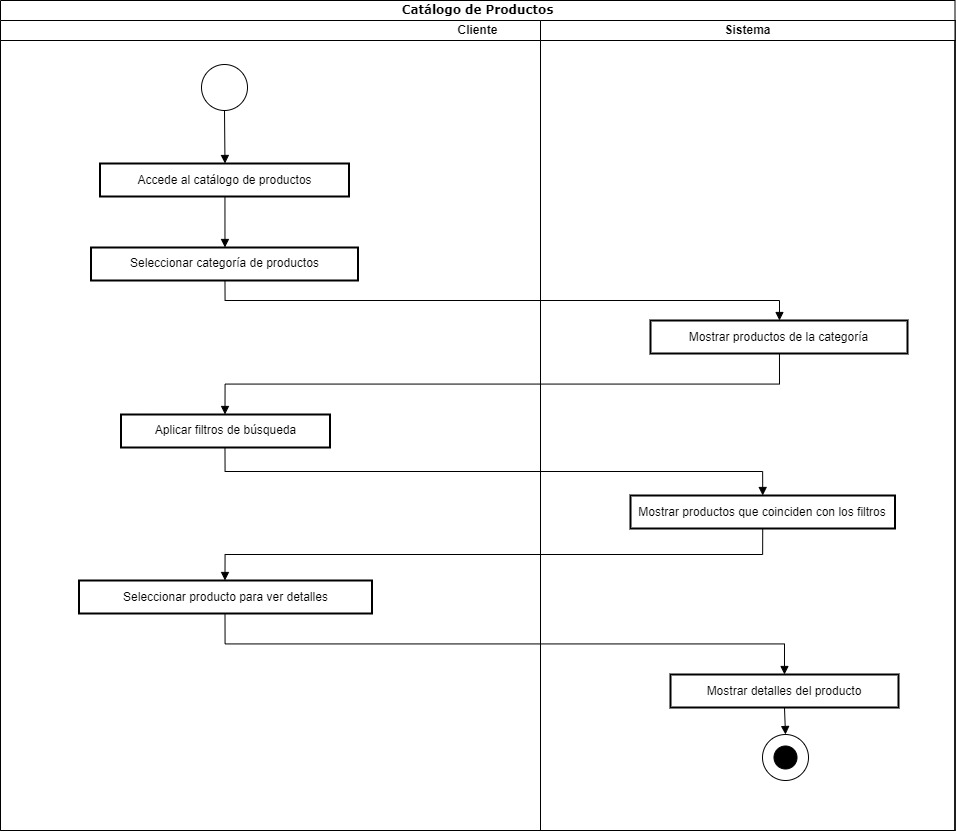 Catálogo de Productos
Cliente
Sistema
Accede al catálogo de productos
Seleccionar categoría de productos
Mostrar productos de la categoría
Aplicar filtros de búsqueda
Mostrar productos que coinciden con los filtros
Seleccionar producto para ver detalles
Mostrar detalles del producto